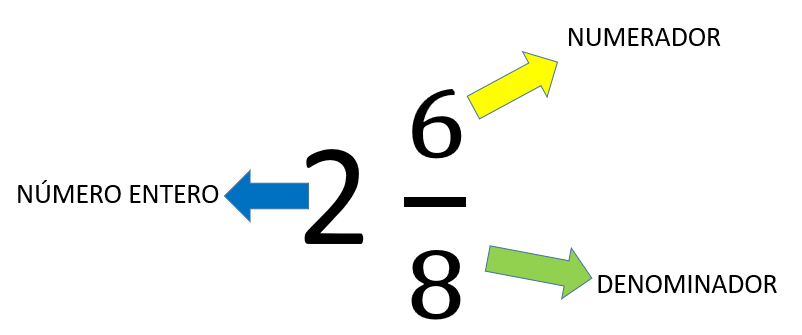 NUMERADOR
6
NÚMERO ENTERO 2
8
DENOMINADOR